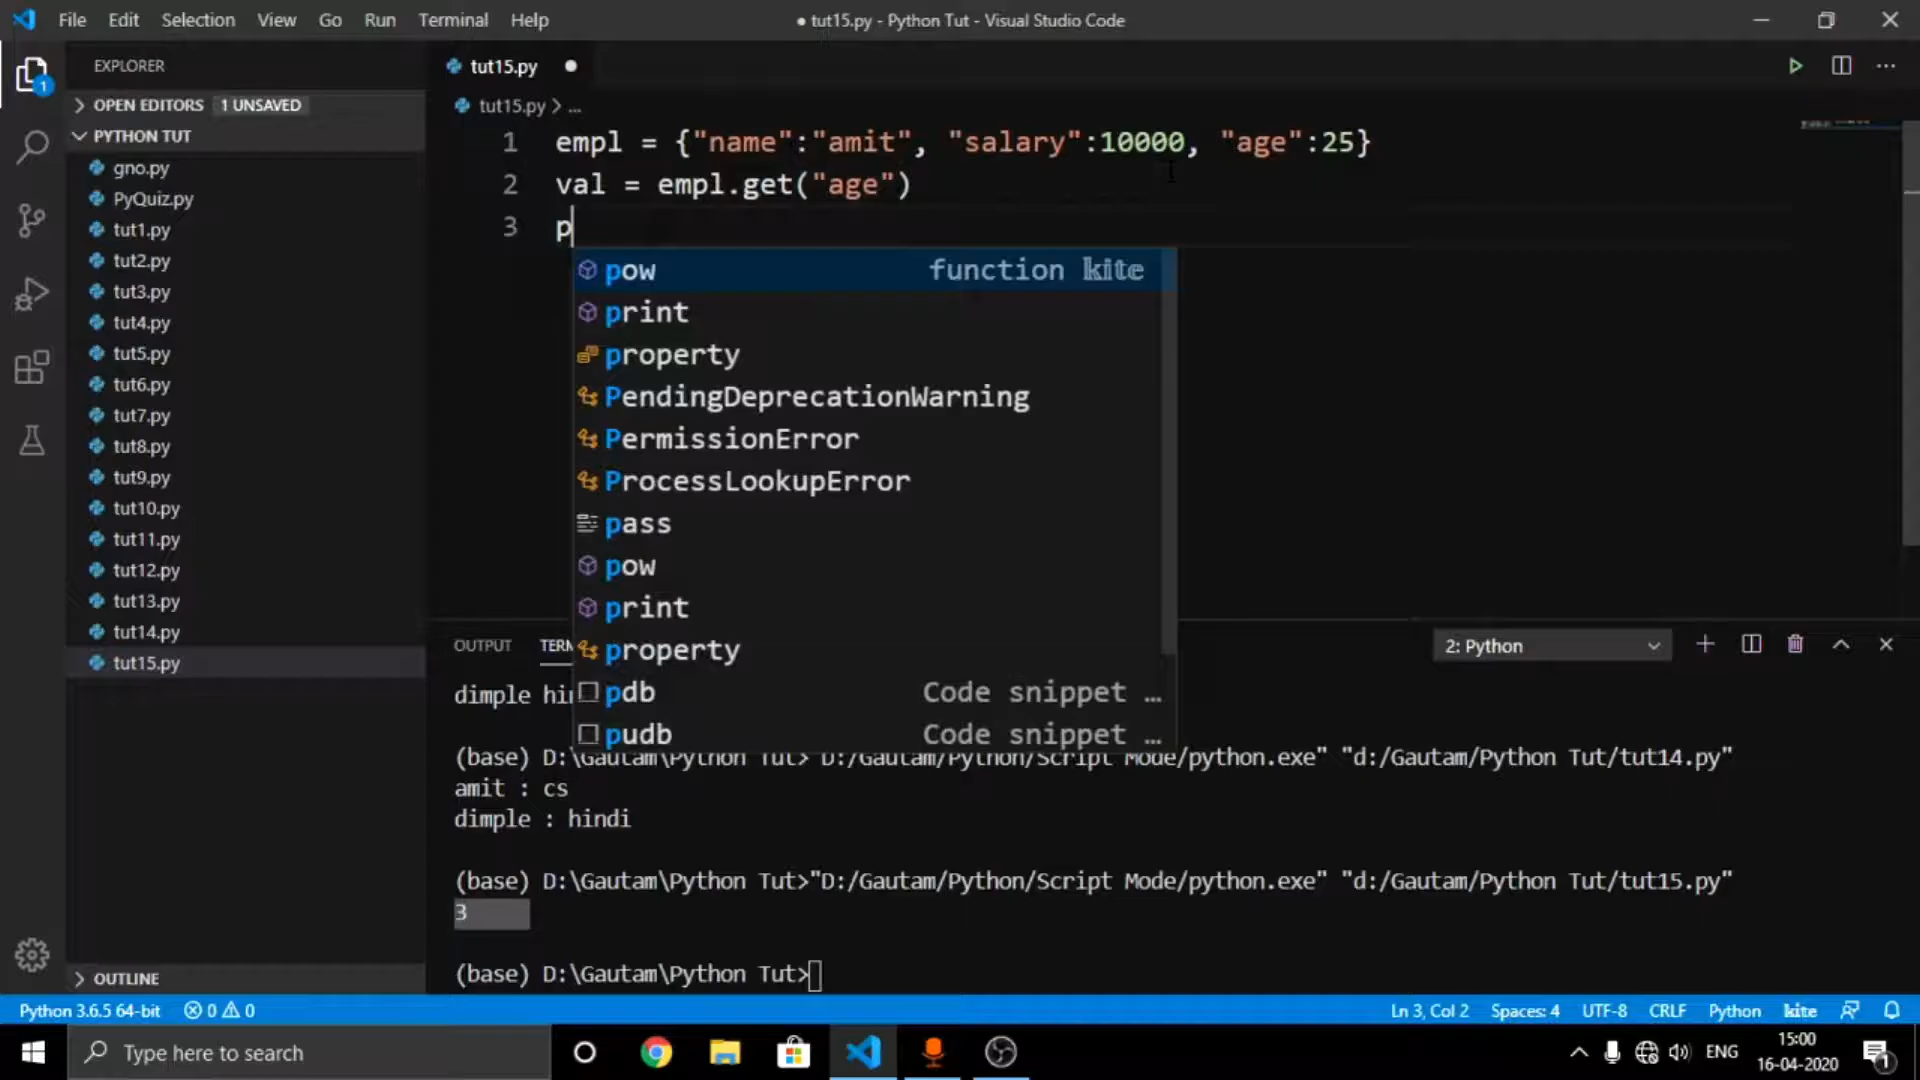 File Edit Selection View Go Run Terminal Help
● tut15.py - Python Tut - Visual Studio Code
EXPLORER
OPEN EDITORS 1 UNSAVED
PYTHON TUT
gno.py
PyQuiz.py
tut1.py
tut2.py
tut3.py
tut4.py
tut5.py
tut6.py
tut7.py
tut8.py
tut9.py
tut10.py
tut11.py
tut12.py
tut13.py
tut14.py
tut15.py
OUTLINE
1
tut15.py ●
tut15.py > ...
1 empl = {"name":"amit", "salary":10000, "age":25}
2 val = empl.get("age")
3 p
pow function kite
print
property
PendingDeprecationWarning
PermissionError
ProcessLookupError
pass
pow
print
property
pdb Code snippet ...
pudb Code snippet ...
OUTPUT TERM 2: Python
dimple hin
(base) D:\Gautam\Python Tut>"D:/Gautam/Python/Script Mode/python.exe" "d:/Gautam/Python Tut/tut14.py"
amit : cs
dimple : hindi
(base) D:\Gautam\Python Tut>"D:/Gautam/Python/Script Mode/python.exe" "d:/Gautam/Python Tut/tut15.py"
3
(base) D:\Gautam\Python Tut>
Python 3.6.5 64-bit 0 0 Ln 3, Col 2 Spaces: 4 UTF-8 CRLF Python kite
Type here to search
ENG
15:00
16-04-2020
1